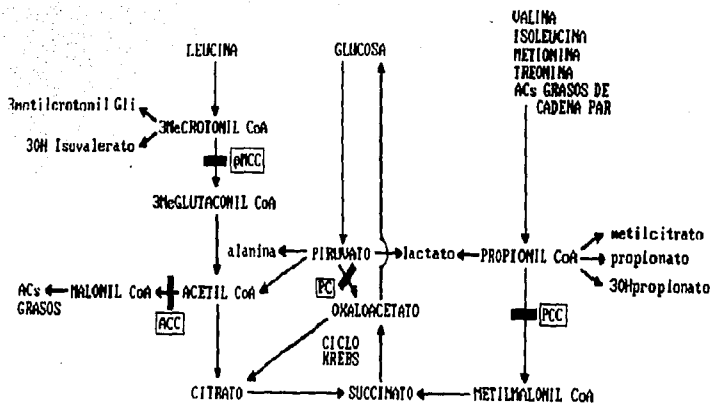 VALINA
ISOLEUCINA
METIONINA
TREONINA
ACs GRASOS DE
CADENA PAR
LEUCINA
GLUCOSA
3metilcrotonil Gli
3MeCROTONIL CoA
3OH Isovalerato
pMCC
3MeGLUTACONIL CoA
alanina
PIRUVATO
lactato
PROPIONIL CoA
metilcitrato
propionato
3OHpropionato
ACs
GRASOS
MALONIL CoA
ACETIL CoA
PC
ACC
OXALOACETATO
PCC
CICLO
KREBS
CITRATO
SUCCINATO
METILMALONIL CoA